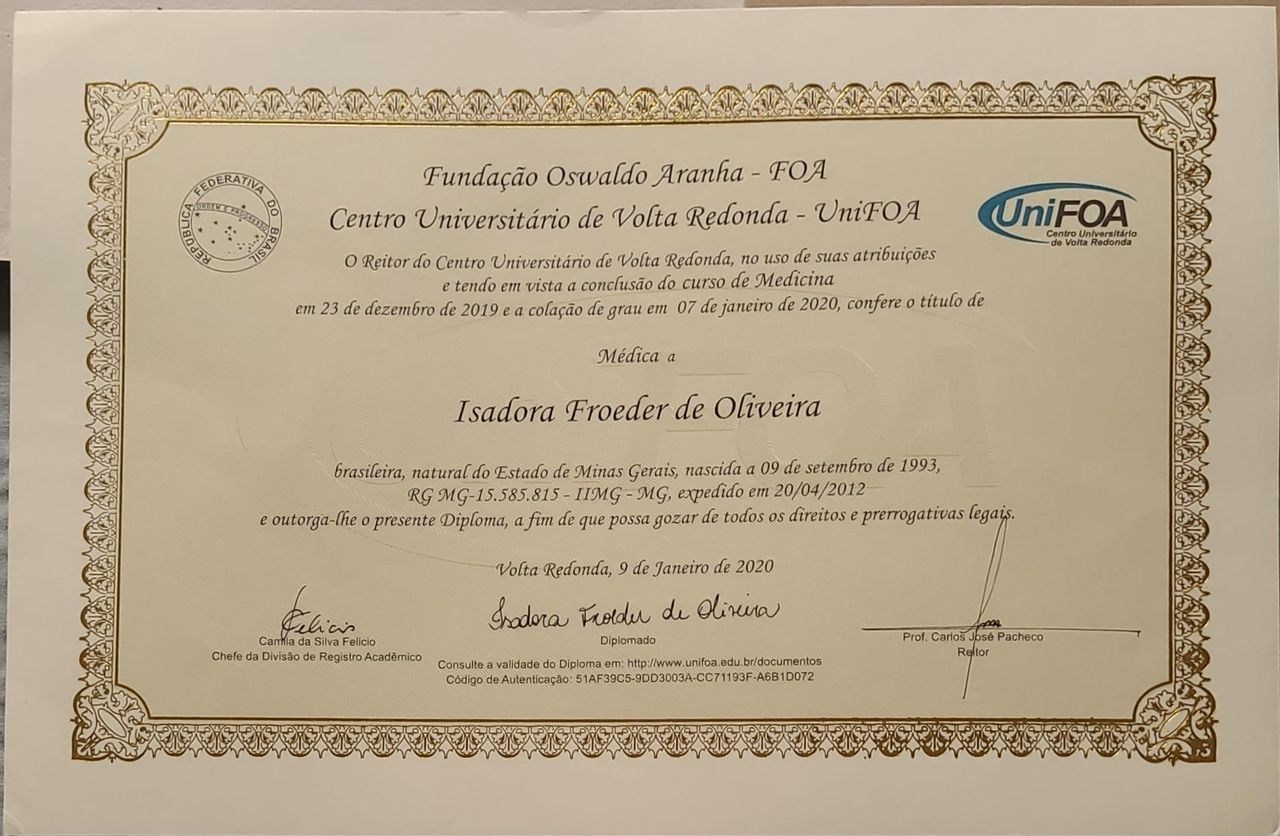 Fundação Oswaldo Aranha - FOA
Centro Universitário de Volta Redonda - UniFOA
REPÚBLICA FEDERATIVA DO BRASIL
ORDEM E PROGRESSO
UniFOA
Centro Universitário
de Volta Redonda
O Reitor do Centro Universitário de Volta Redonda, no uso de suas atribuições
e tendo em vista a conclusão do curso de Medicina
em 23 de dezembro de 2019 e a colação de grau em 07 de janeiro de 2020, confere o título de
Médica a
Isadora Froeder de Oliveira
brasileira, natural do Estado de Minas Gerais, nascida a 09 de setembro de 1993,
RG MG-15.585.815 - IIMG - MG, expedido em 20/04/2012
e outorga-lhe o presente Diploma, a fim de que possa gozar de todos os direitos e prerrogativas legais.
Volta Redonda, 9 de Janeiro de 2020
Felicio
Camila da Silva Felicio
Chefe da Divisão de Registro Acadêmico
Isadora Froeder de Oliveira
Diplomado
Prof. Carlos José Pacheco
Reitor
Consulte a validade do Diploma em: http://www.unifoa.edu.br/documentos
Código de Autenticação: 51AF39C5-9DD3003A-CC71193F-A6B1D072